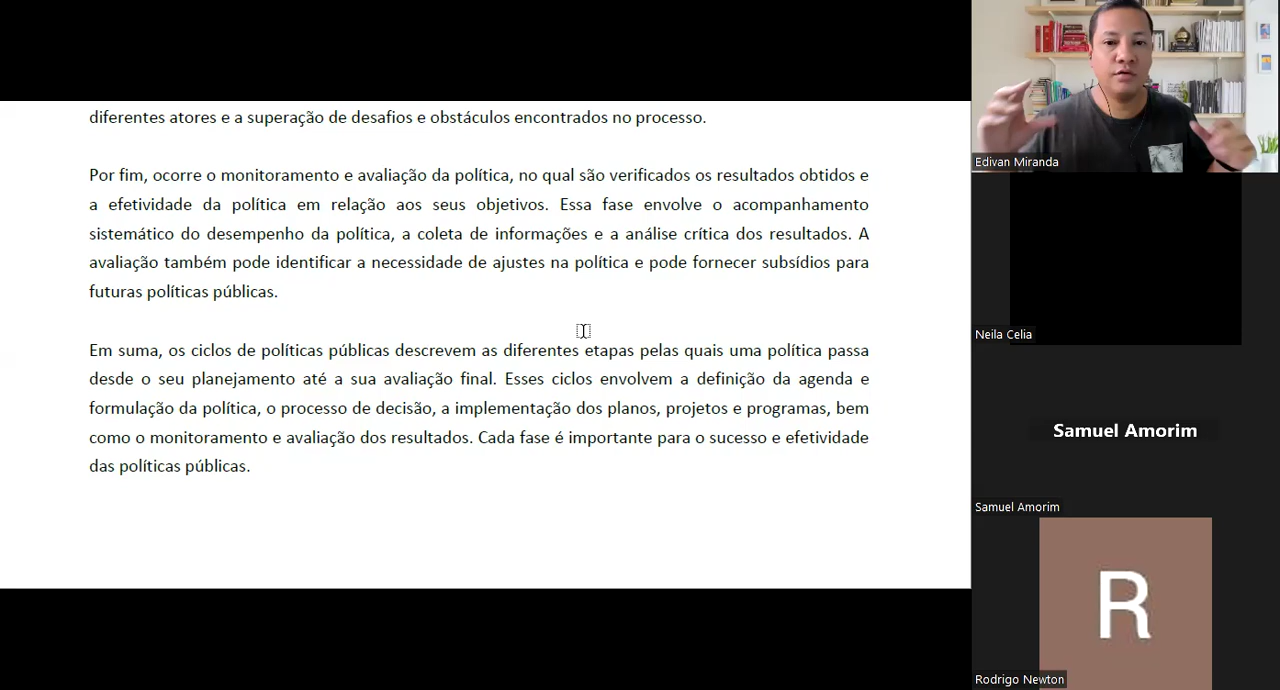 diferentes atores e a superação de desafios e obstáculos encontrados no processo.
Por fim, ocorre o monitoramento e avaliação da política, no qual são verificados os resultados obtidos e
a efetividade da política em relação aos seus objetivos. Essa fase envolve o acompanhamento
sistemático do desempenho da política, a coleta de informações e a análise crítica dos resultados. A
avaliação também pode identificar a necessidade de ajustes na política e pode fornecer subsídios para
futuras políticas públicas.
Em suma, os ciclos de políticas públicas descrevem as diferentes etapas pelas quais uma política passa
desde o seu planejamento até a sua avaliação final. Esses ciclos envolvem a definição da agenda e
formulação da política, o processo de decisão, a implementação dos planos, projetos e programas, bem
como o monitoramento e avaliação dos resultados. Cada fase é importante para o sucesso e efetividade
das políticas públicas.
Edivan Miranda
Neila Celia
Samuel Amorim
Samuel Amorim
R
Rodrigo Newton